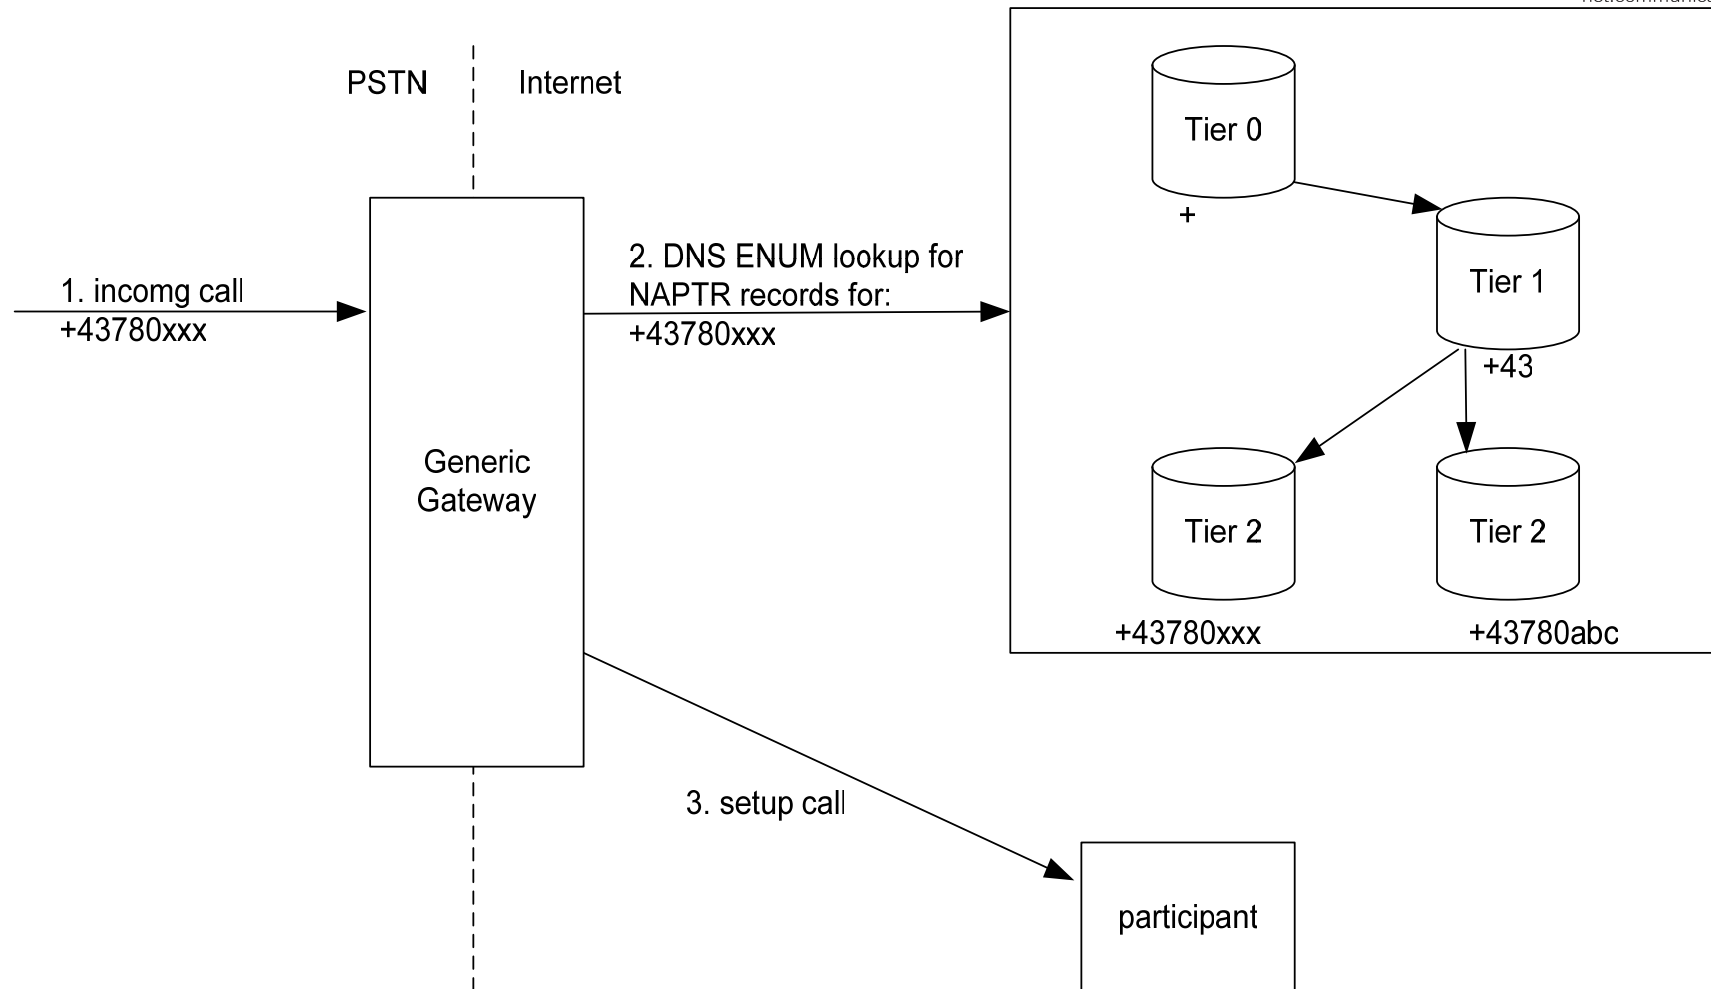 PSTN
Internet
Tier 0
+
1. incomg call
+43780xxx
2. DNS ENUM lookup for
NAPTR records for:
+43780xxx
Tier 1
+43
Generic
Gateway
Tier 2
Tier 2
+43780xxx
+43780abc
3. setup call
participant